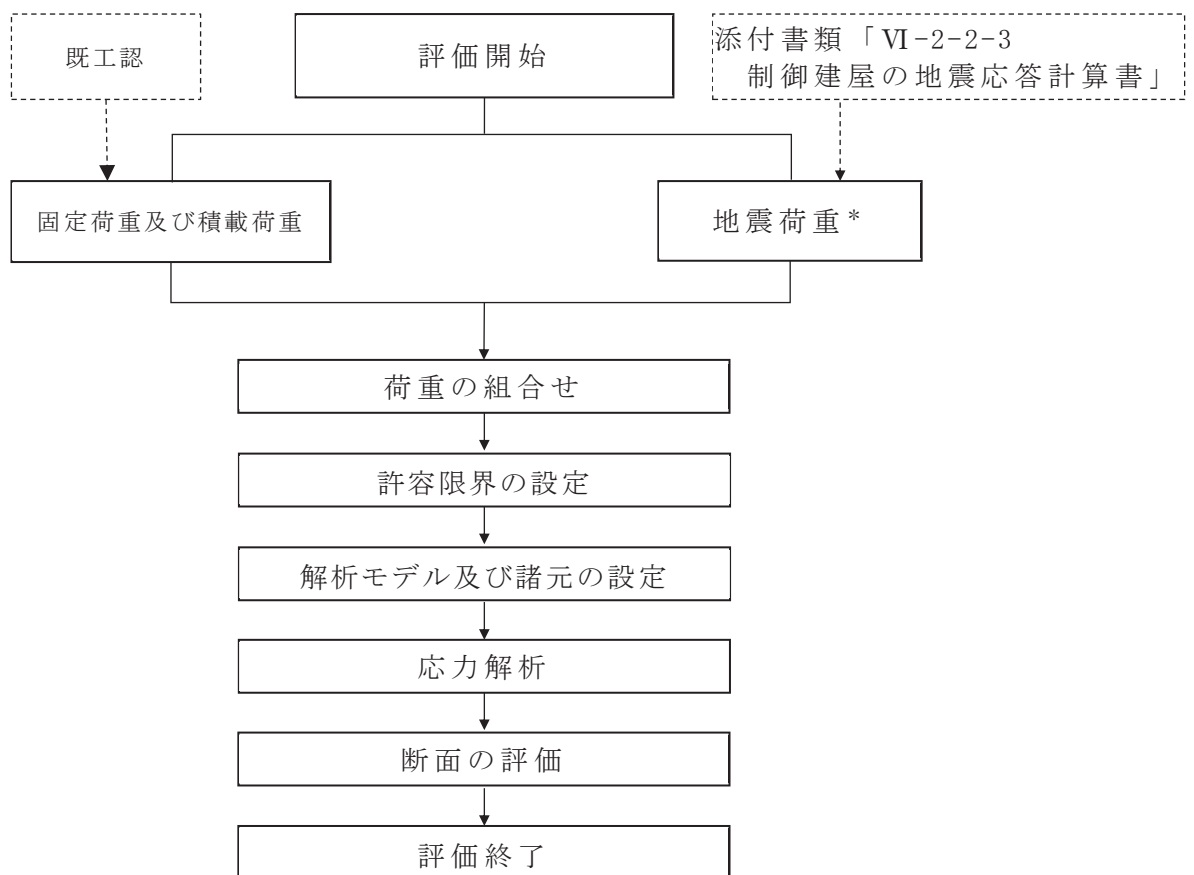 既工認
評価開始
添付書類「Ⅵ-2-2-3
制御建屋の地震応答計算書」
固定荷重及び積載荷重
地震荷重*
荷重の組合せ
許容限界の設定
解析モデル及び諸元の設定
応力解析
断面の評価
評価終了